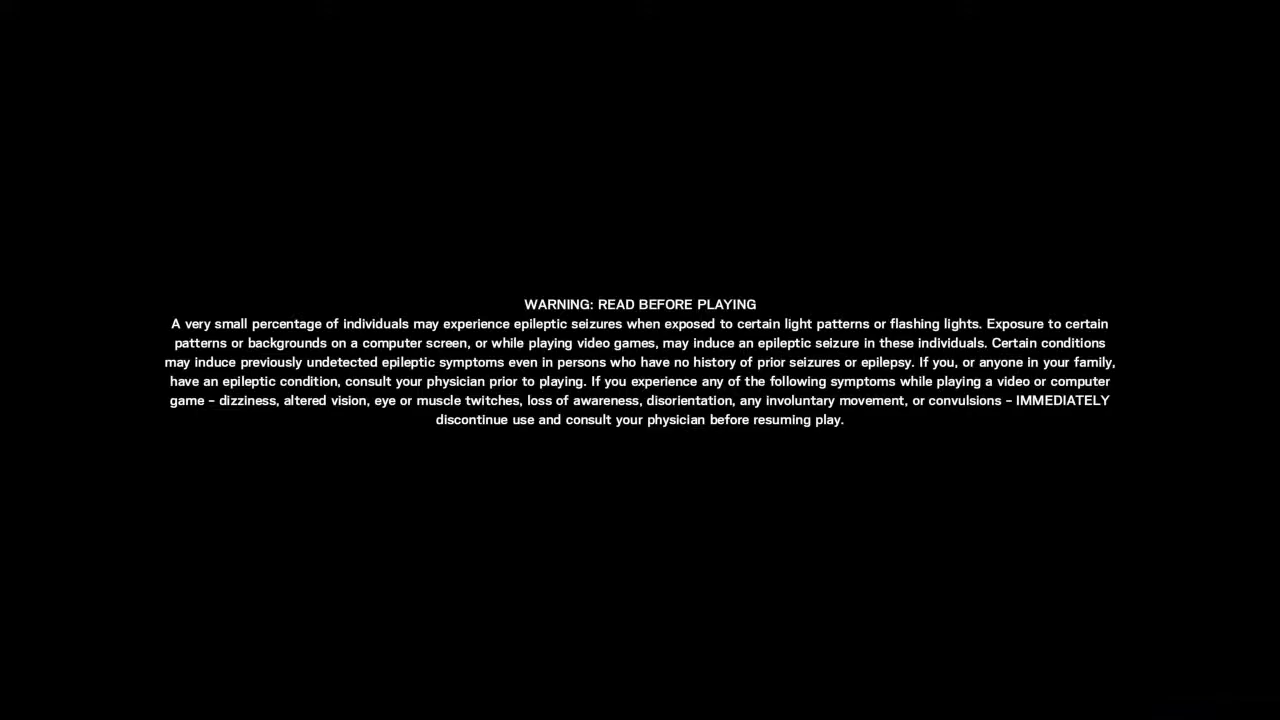 WARNING: READ BEFORE PLAYING
A very small percentage of individuals may experience epileptic seizures when exposed to certain light patterns or flashing lights. Exposure to certain
patterns or backgrounds on a computer screen, or while playing video games, may induce an epileptic seizure in these individuals. Certain conditions
may induce previously undetected epileptic symptoms even in persons who have no history of prior seizures or epilepsy. If you, or anyone in your family,
have an epileptic condition, consult your physician prior to playing. If you experience any of the following symptoms while playing a video or computer
game – dizziness, altered vision, eye or muscle twitches, loss of awareness, disorientation, any involuntary movement, or convulsions – IMMEDIATELY
discontinue use and consult your physician before resuming play.